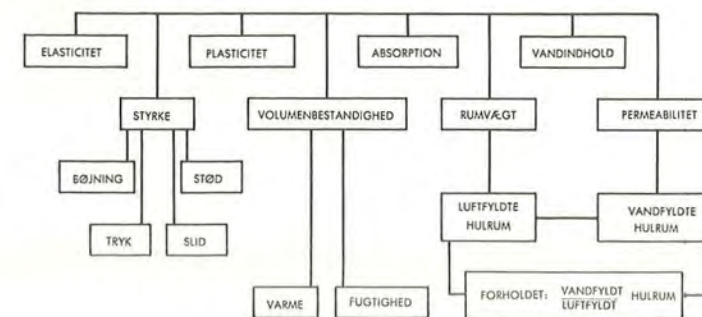 ELASTICITET
PLASTICITET
ABSORPTION
VANDINDHOLD
STYRKE
VOLUMENBESTANDIGHED
RUMVÆGT
PERMEABILITET
BØJNING
STØD
TRYK
SLID
LUFTFYLDTE
HULRUM
VANDFYLDTE
HULRUM
VARME
FUGTIGHED
FORHOLDET: VANDFYLDT HULRUM
LUFTFYLDT